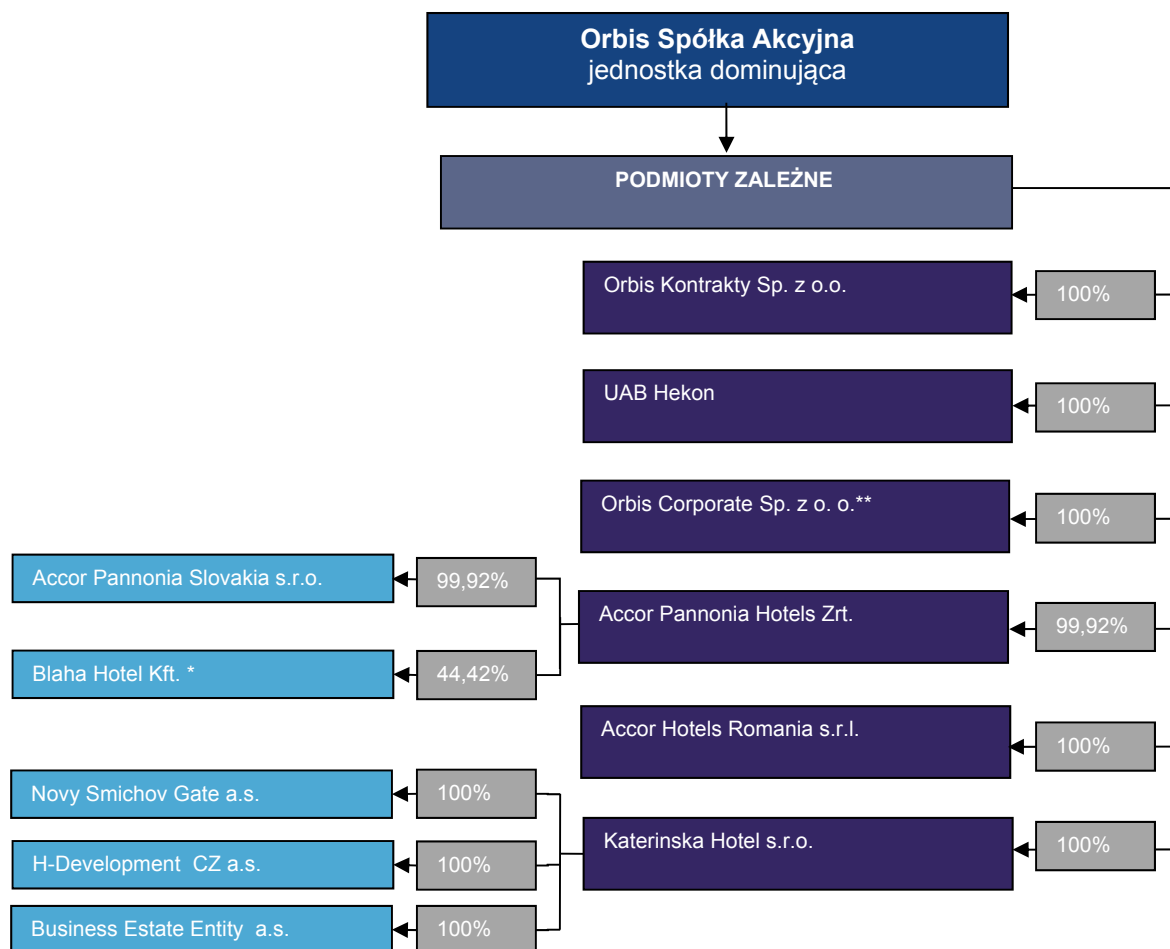 Orbis Spółka Akcyjna
jednostka dominująca
PODMIOTY ZALEŻNE
Orbis Kontrakty Sp. z o.o.
100%
UAB Hekon
100%
Orbis Corporate Sp. z o. o.**
100%
Accor Pannonia Slovakia s.r.o.
99,92%
Accor Pannonia Hotels Zrt.
99,92%
Blaha Hotel Kft. *
44,42%
Accor Hotels Romania s.r.l.
100%
Novy Smichov Gate a.s.
100%
Katerinska Hotel s.r.o.
100%
H-Development CZ a.s.
100%
Business Estate Entity a.s.
100%